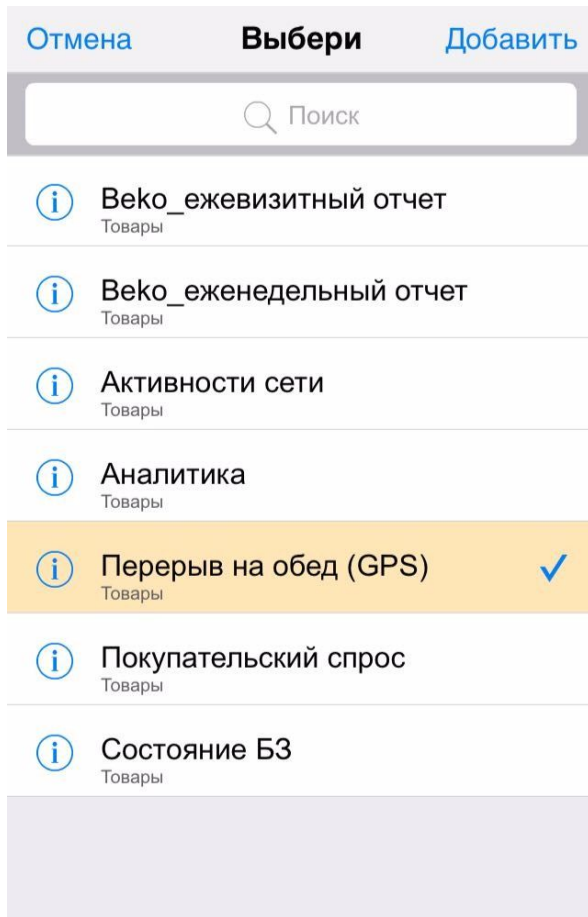 Отмена Выбери Добавить
Поиск
Beko_ежевизитный отчет
Товары
Beko_еженедельный отчет
Товары
Активности сети
Товары
Аналитика
Товары
Перерыв на обед (GPS)
Товары
Покупательский спрос
Товары
Состояние БЗ
Товары